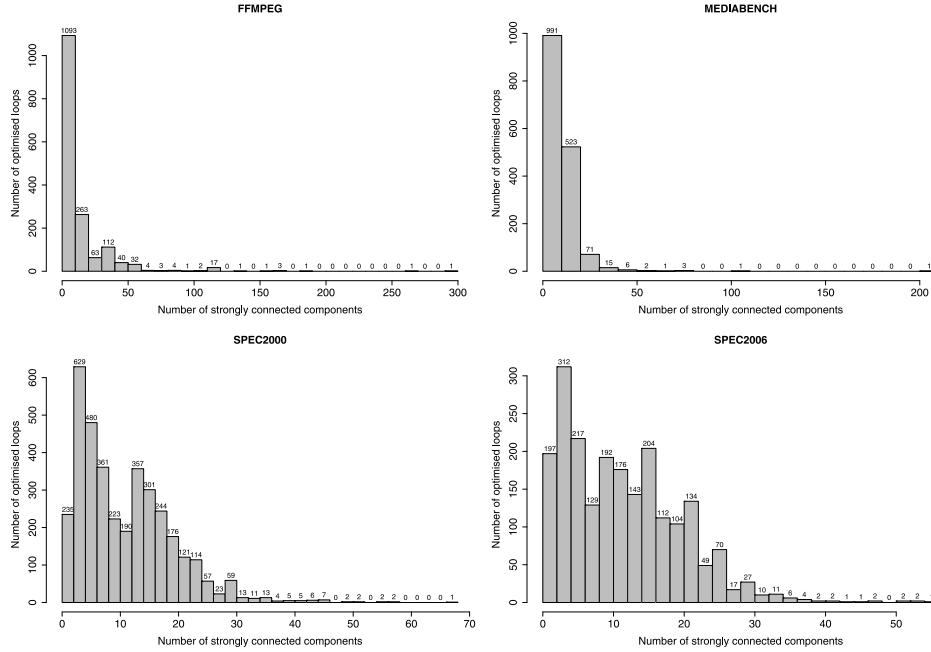 FFMPEG
Number of optimised loops
0 200 400 600 800 1000
1093 263 63 112 40 32 4 3 4 1 2 17 0 1 0 1 3 0 1 0 0 0 0 0 0 0 1 0 0 1
0 50 100 150 200 250 300
Number of strongly connected components
MEDIABENCH
Number of optimised loops
0 200 400 600 800 1000
991 523 71 15 6 2 1 3 0 0 1 0 0 0 0 0 0 0 0 0 1
0 50 100 150 200
Number of strongly connected components
SPEC2000
Number of optimised loops
0 100 200 300 400 500 600
235 629 480 361 223 190 357 301 244 176 121 114 57 23 59 13 11 13 4 5 5 6 7 0 2 2 0 2 2 0 0 0 0 1
0 10 20 30 40 50 60 70
Number of strongly connected components
SPEC2006
Number of optimised loops
0 50 100 150 200 250 300
197 312 217 129 192 176 143 204 112 104 134 49 70 17 27 10 11 6 4 2 2 1 1 2 0 2 2 2 1
0 10 20 30 40 50
Number of strongly connected components